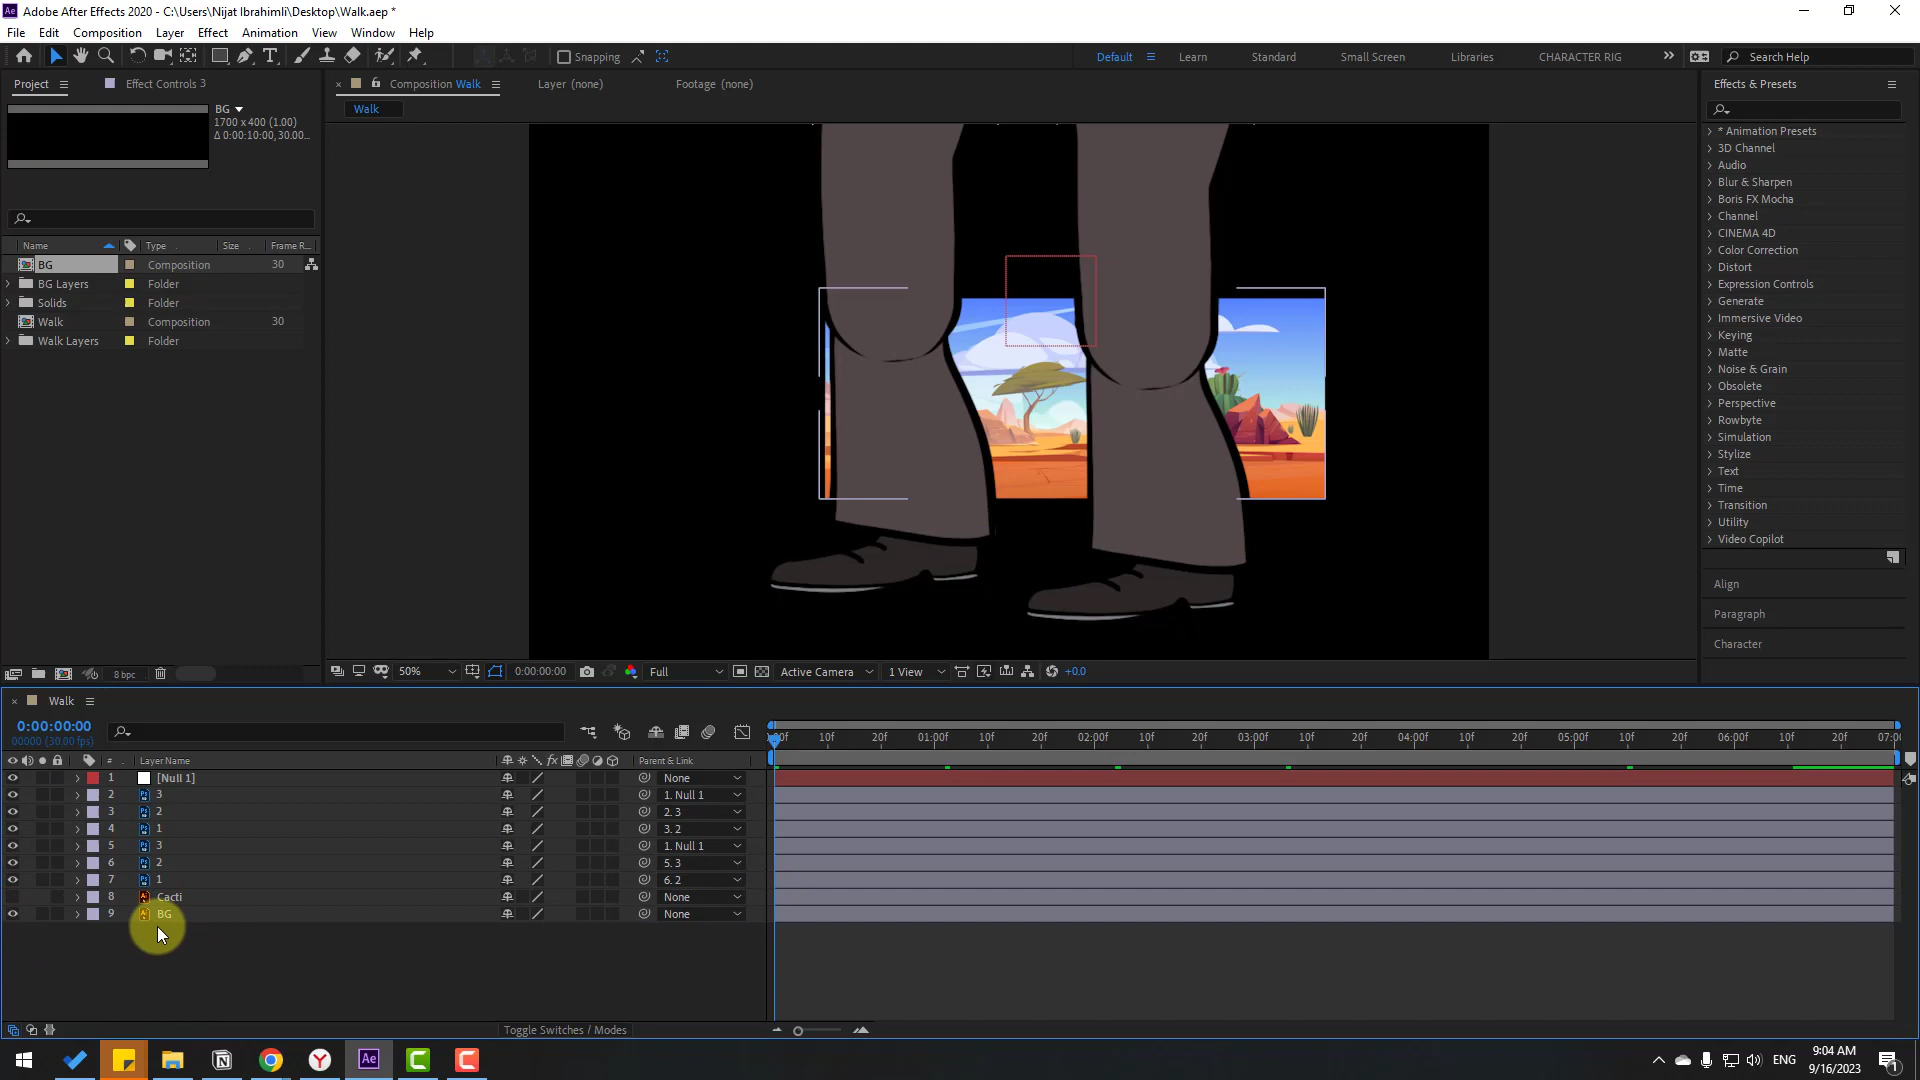 Adobe After Effects 2020 - C:\Users\Nijat Ibrahimli\Desktop\Walk.aep *
File Edit Composition Layer Effect Animation View Window Help
Snapping Default Learn Standard Small Screen Libraries CHARACTER RIG Search Help
Project Effect Controls 3 Composition Walk Layer (none) Footage (none) Effects & Presets
BG
1700 x 400 (1.00)
Δ 0:00:10:00, 30.00...
Walk
Name Type Size Frame R...
BG Composition 30
BG Layers Folder
Solids Folder
Walk Composition 30
Walk Layers Folder
* Animation Presets
3D Channel
Audio
Blur & Sharpen
Boris FX Mocha
Channel
CINEMA 4D
Color Correction
Distort
Expression Controls
Generate
Immersive Video
Keying
Matte
Noise & Grain
Obsolete
Perspective
Rowbyte
Simulation
Stylize
Text
Time
Transition
Utility
Video Copilot
Align
Paragraph
Character
8 bpc 50% 0:00:00:00 Full Active Camera 1 View +0.0
Walk
0:00:00:00
00000 (30.00 fps)
:00f 10f 20f 01:00f 10f 20f 02:00f 10f 20f 03:00f 10f 20f 04:00f 10f 20f 05:00f 10f 20f 06:00f 10f 20f 07:00
# Layer Name fx Parent & Link
1 [Null 1] None
2 3 1. Null 1
3 2 2. 3
4 1 3. 2
5 3 1. Null 1
6 2 5. 3
7 1 6. 2
8 Cacti None
9 BG None
Toggle Switches / Modes
ENG 9:04 AM
9/16/2023